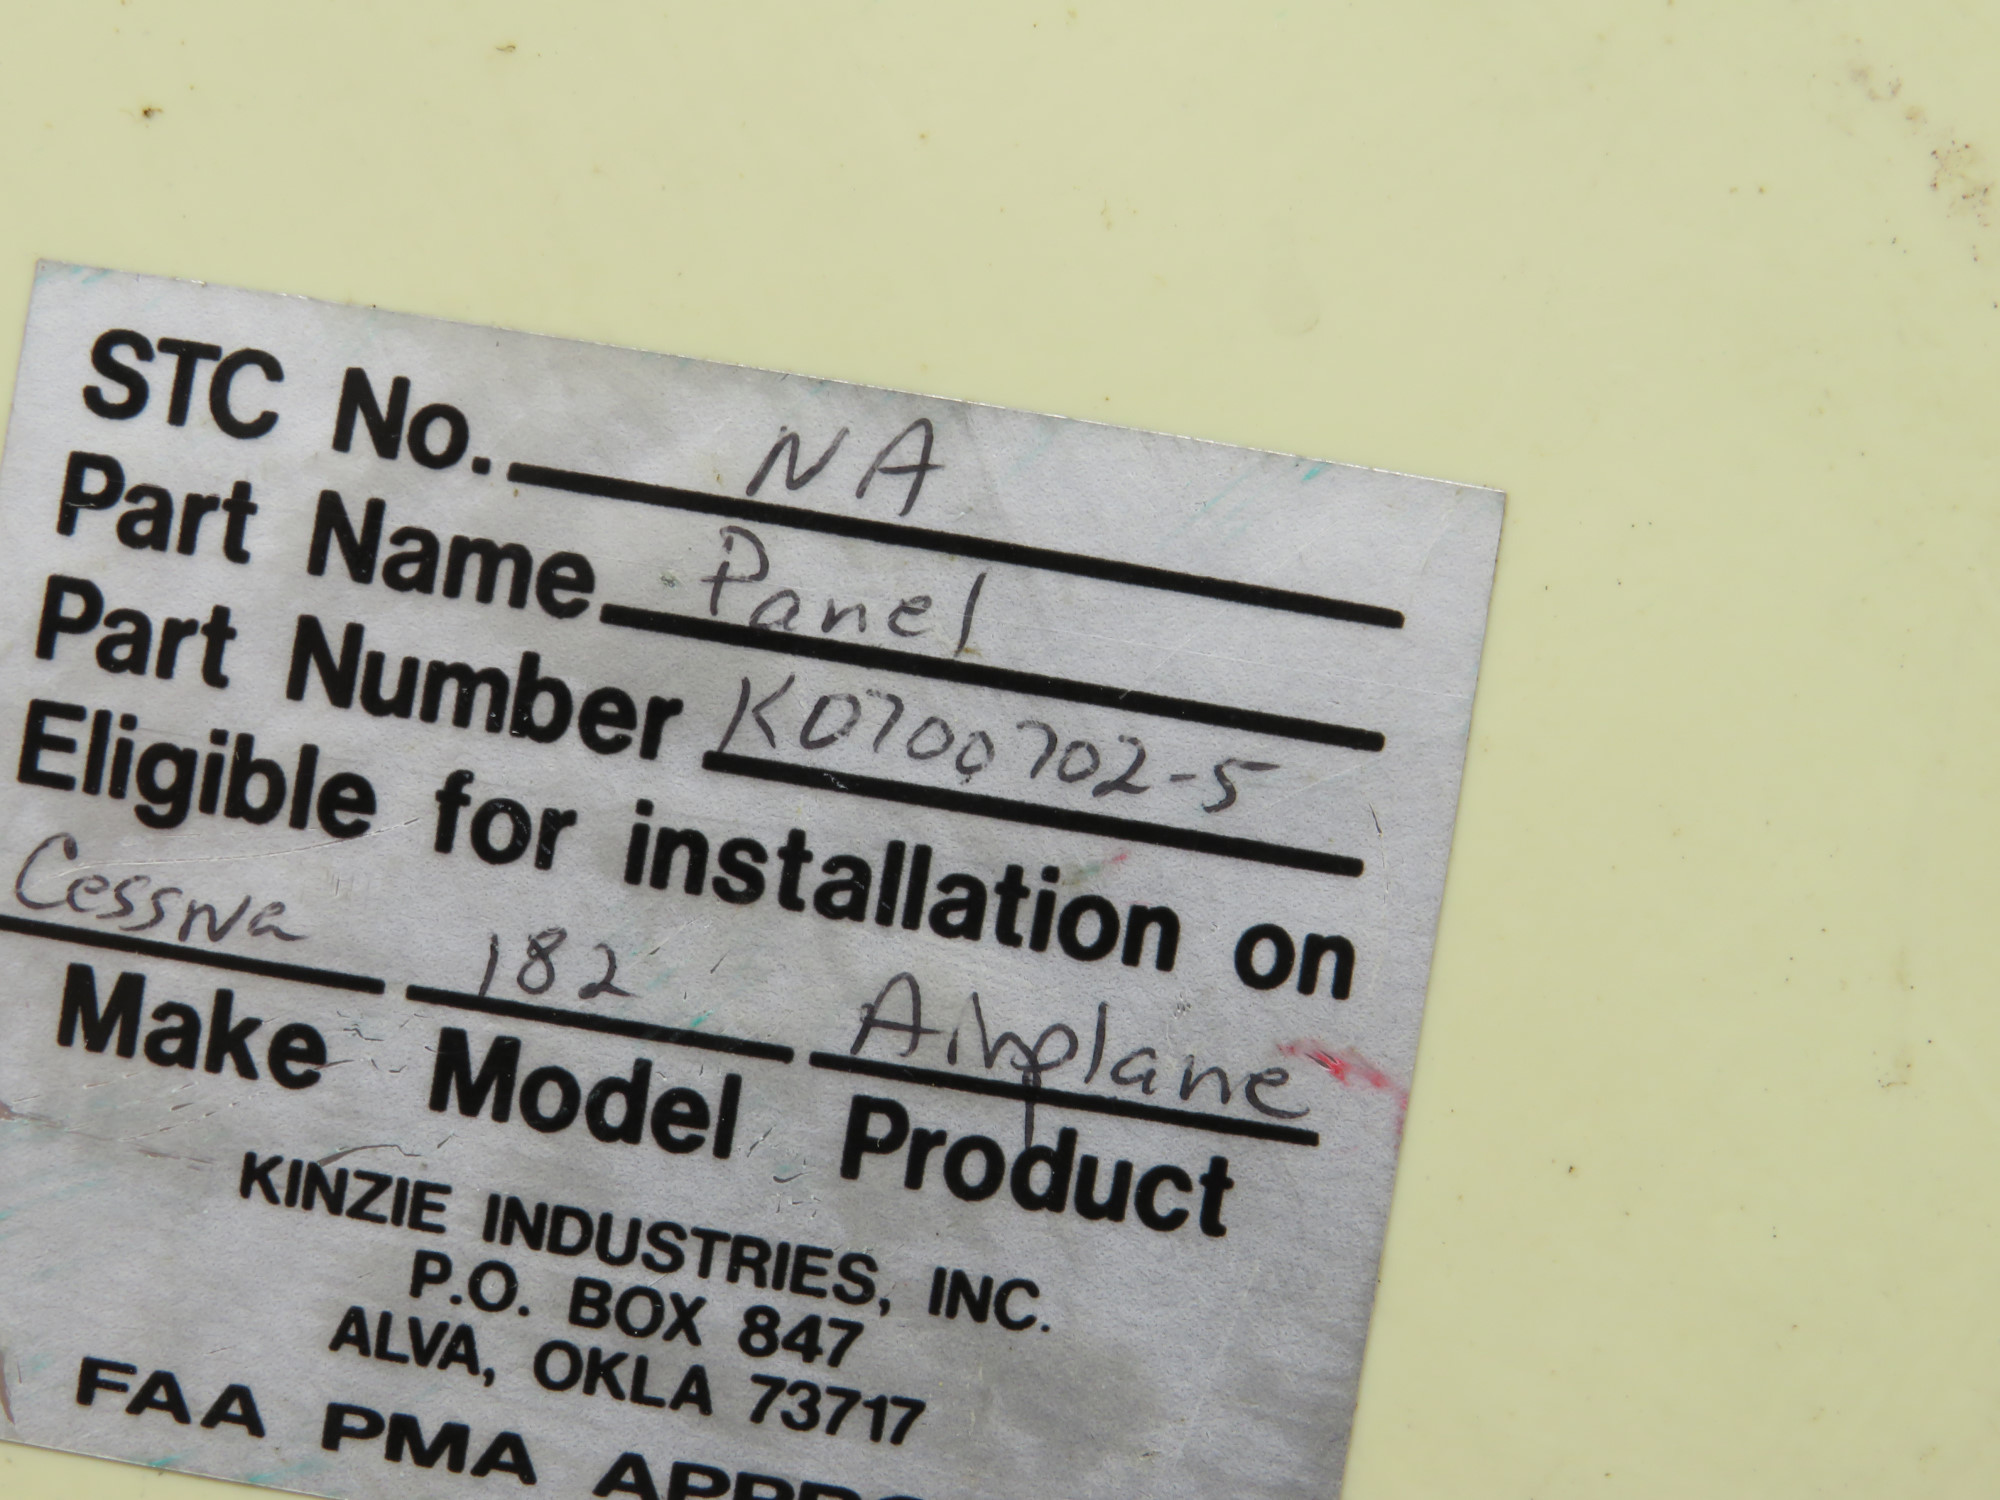 STC No. NA
Part Name Panel
Part Number K0700702-5
Eligible for installation on
Cessna 182 Airplane
Make Model Product
KINZIE INDUSTRIES, INC.
P.O. BOX 847
ALVA, OKLA 73717
FAA PMA